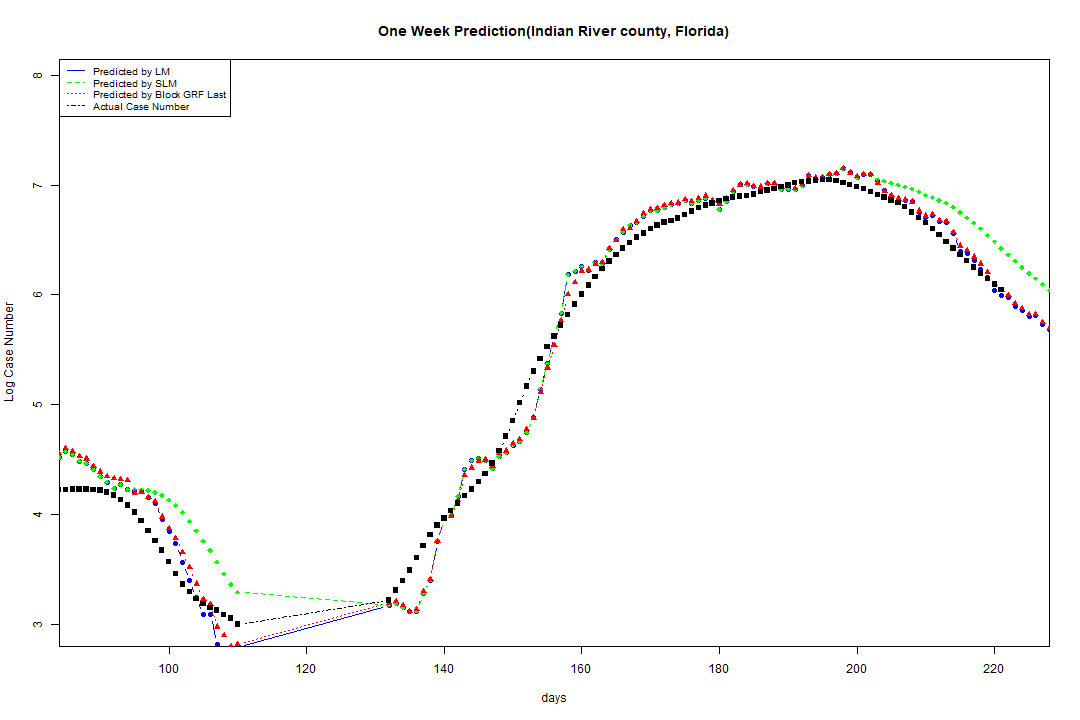 One Week Prediction(Indian River county, Florida)
Predicted by LM
Predicted by SLM
Predicted by Block GRF Last
Actual Case Number
8
7
6
5
4
3
Log Case Number
100 120 140 160 180 200 220
days